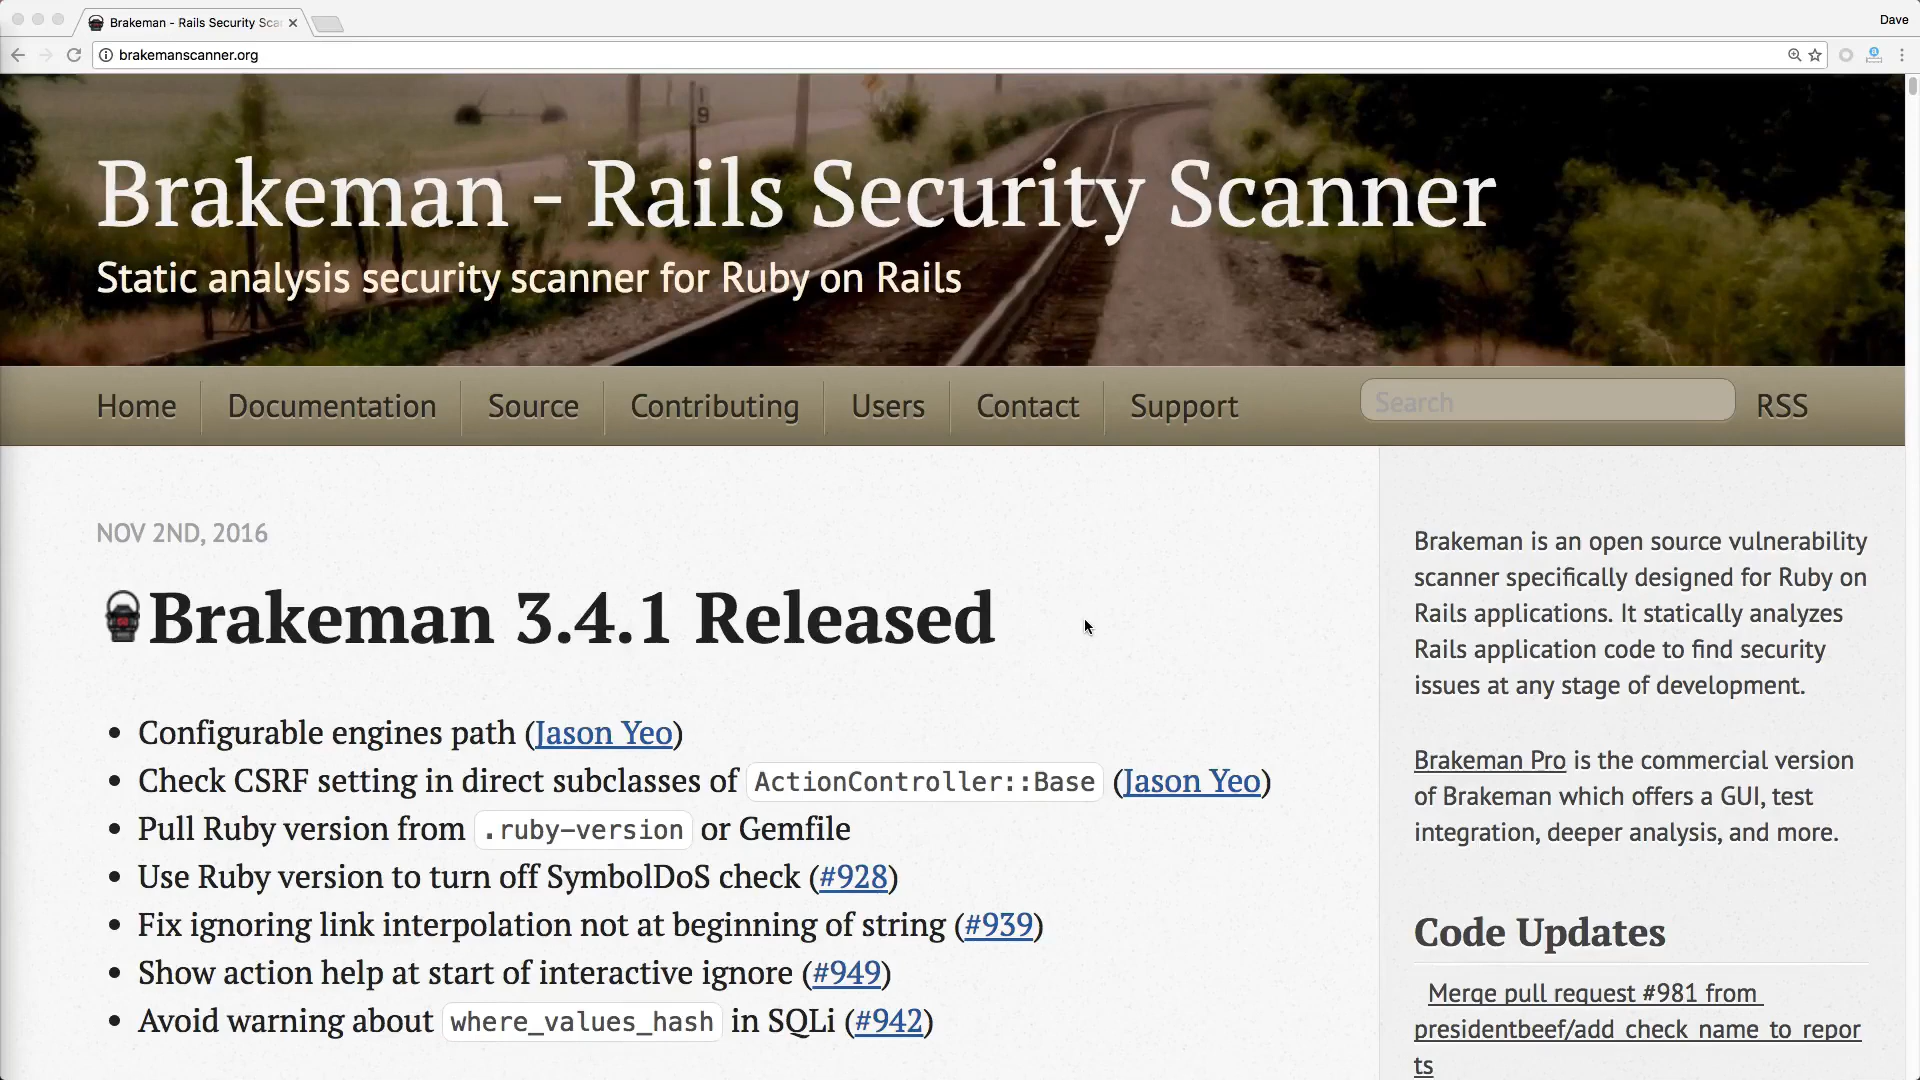 Brakeman - Rails Security Sca
Dave
brakemanscanner.org
19
Brakeman - Rails Security Scanner
Static analysis security scanner for Ruby on Rails
Home Documentation Source Contributing Users Contact Support Search RSS
NOV 2ND, 2016
Brakeman 3.4.1 Released
• Configurable engines path (Jason Yeo)
• Check CSRF setting in direct subclasses of ActionController::Base (Jason Yeo)
• Pull Ruby version from .ruby-version or Gemfile
• Use Ruby version to turn off SymbolDoS check (#928)
• Fix ignoring link interpolation not at beginning of string (#939)
• Show action help at start of interactive ignore (#949)
• Avoid warning about where_values_hash in SQLi (#942)
Brakeman is an open source vulnerability
scanner specifically designed for Ruby on
Rails applications. It statically analyzes
Rails application code to find security
issues at any stage of development.
Brakeman Pro is the commercial version
of Brakeman which offers a GUI, test
integration, deeper analysis, and more.
Code Updates
Merge pull request #981 from
presidentbeef/add_check_name_to_repor
ts